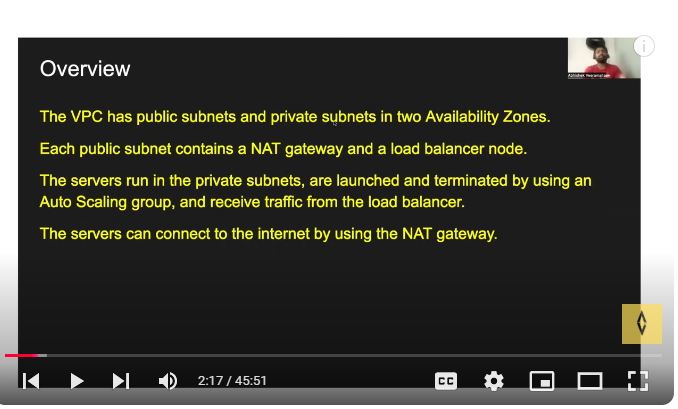 Overview
The VPC has public subnets and private subnets in two Availability Zones.
Each public subnet contains a NAT gateway and a load balancer node.
The servers run in the private subnets, are launched and terminated by using an
Auto Scaling group, and receive traffic from the load balancer.
The servers can connect to the internet by using the NAT gateway.
2:17 / 45:51
CC